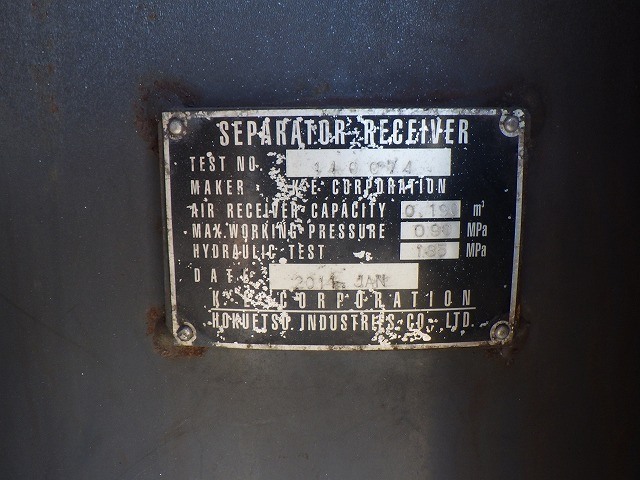 SEPARATOR RECEIVER
TEST NO.
MAKER K.E CORPORATION
AIR RECEIVER CAPACITY m³
MAX.WORKING PRESSURE MPa
HYDRAULIC TEST MPa
DATE JAN
CORPORATION
HOKUETSU INDUSTRIES CO., LTD.